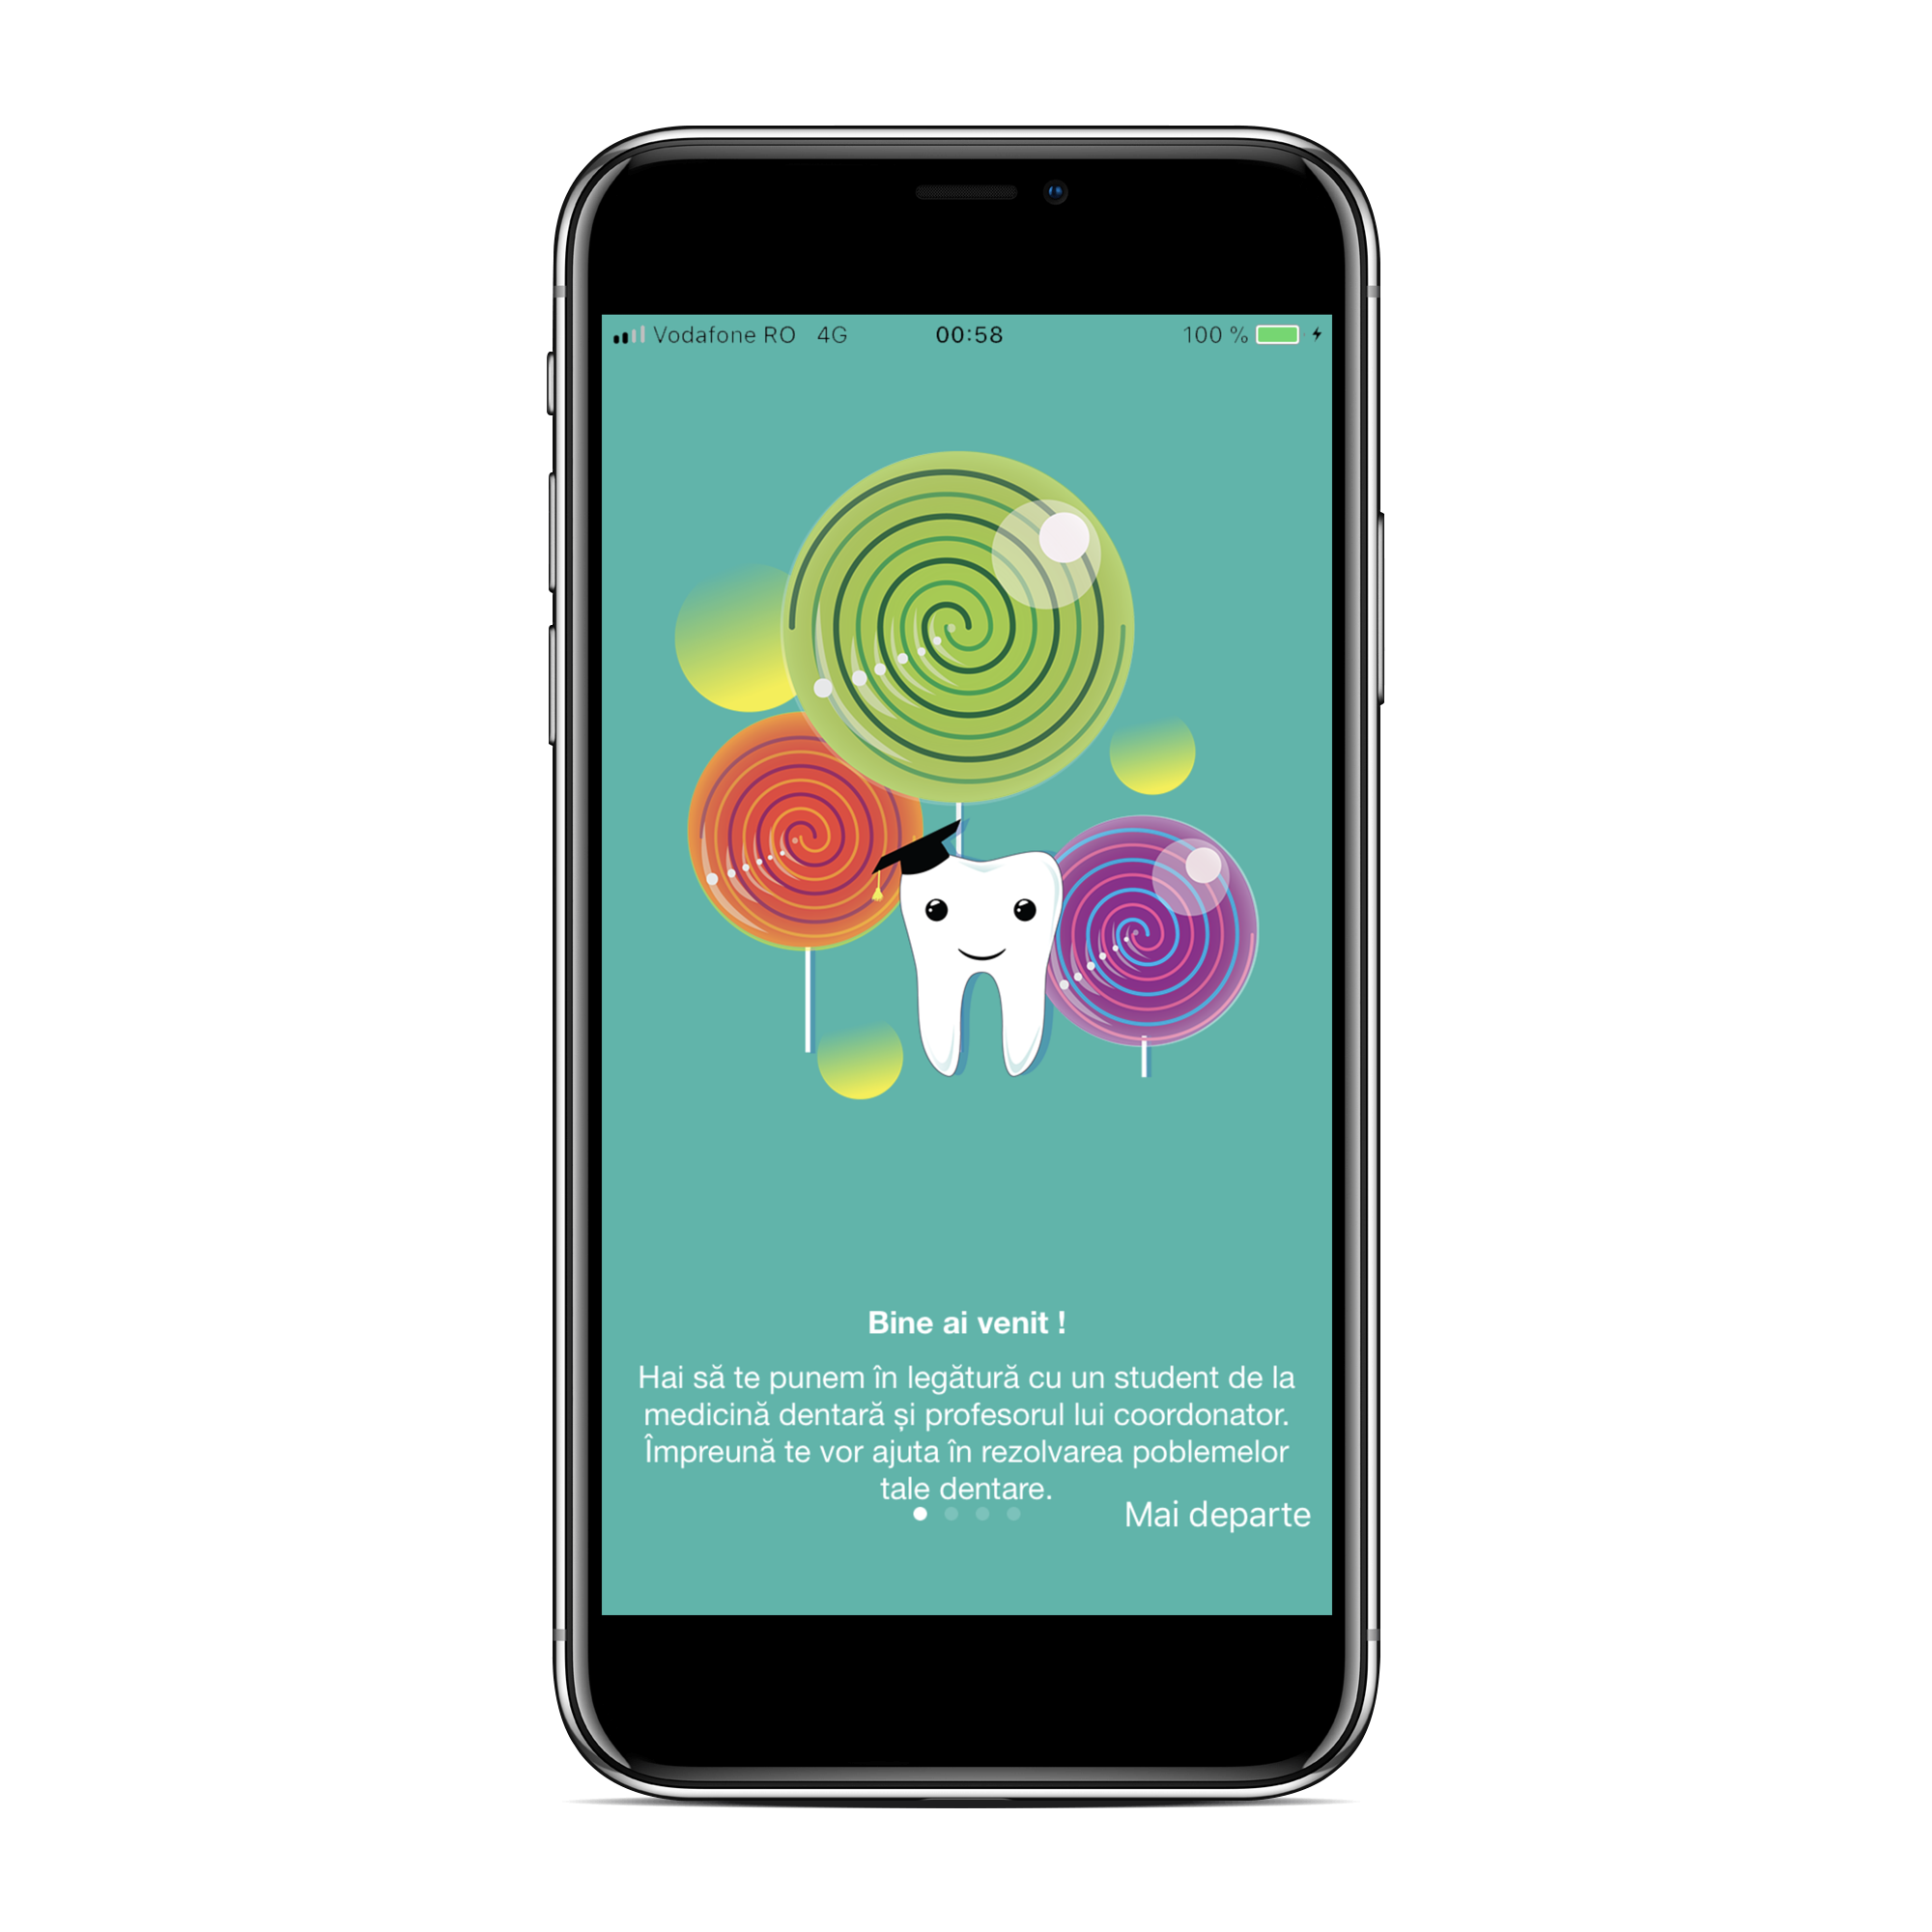 Vodafone RO 4G 00:58 100 %
Bine ai venit !
Hai să te punem în legătură cu un student de la
medicină dentară și profesorul lui coordonator.
Împreună te vor ajuta în rezolvarea poblemelor
tale dentare.
Mai departe